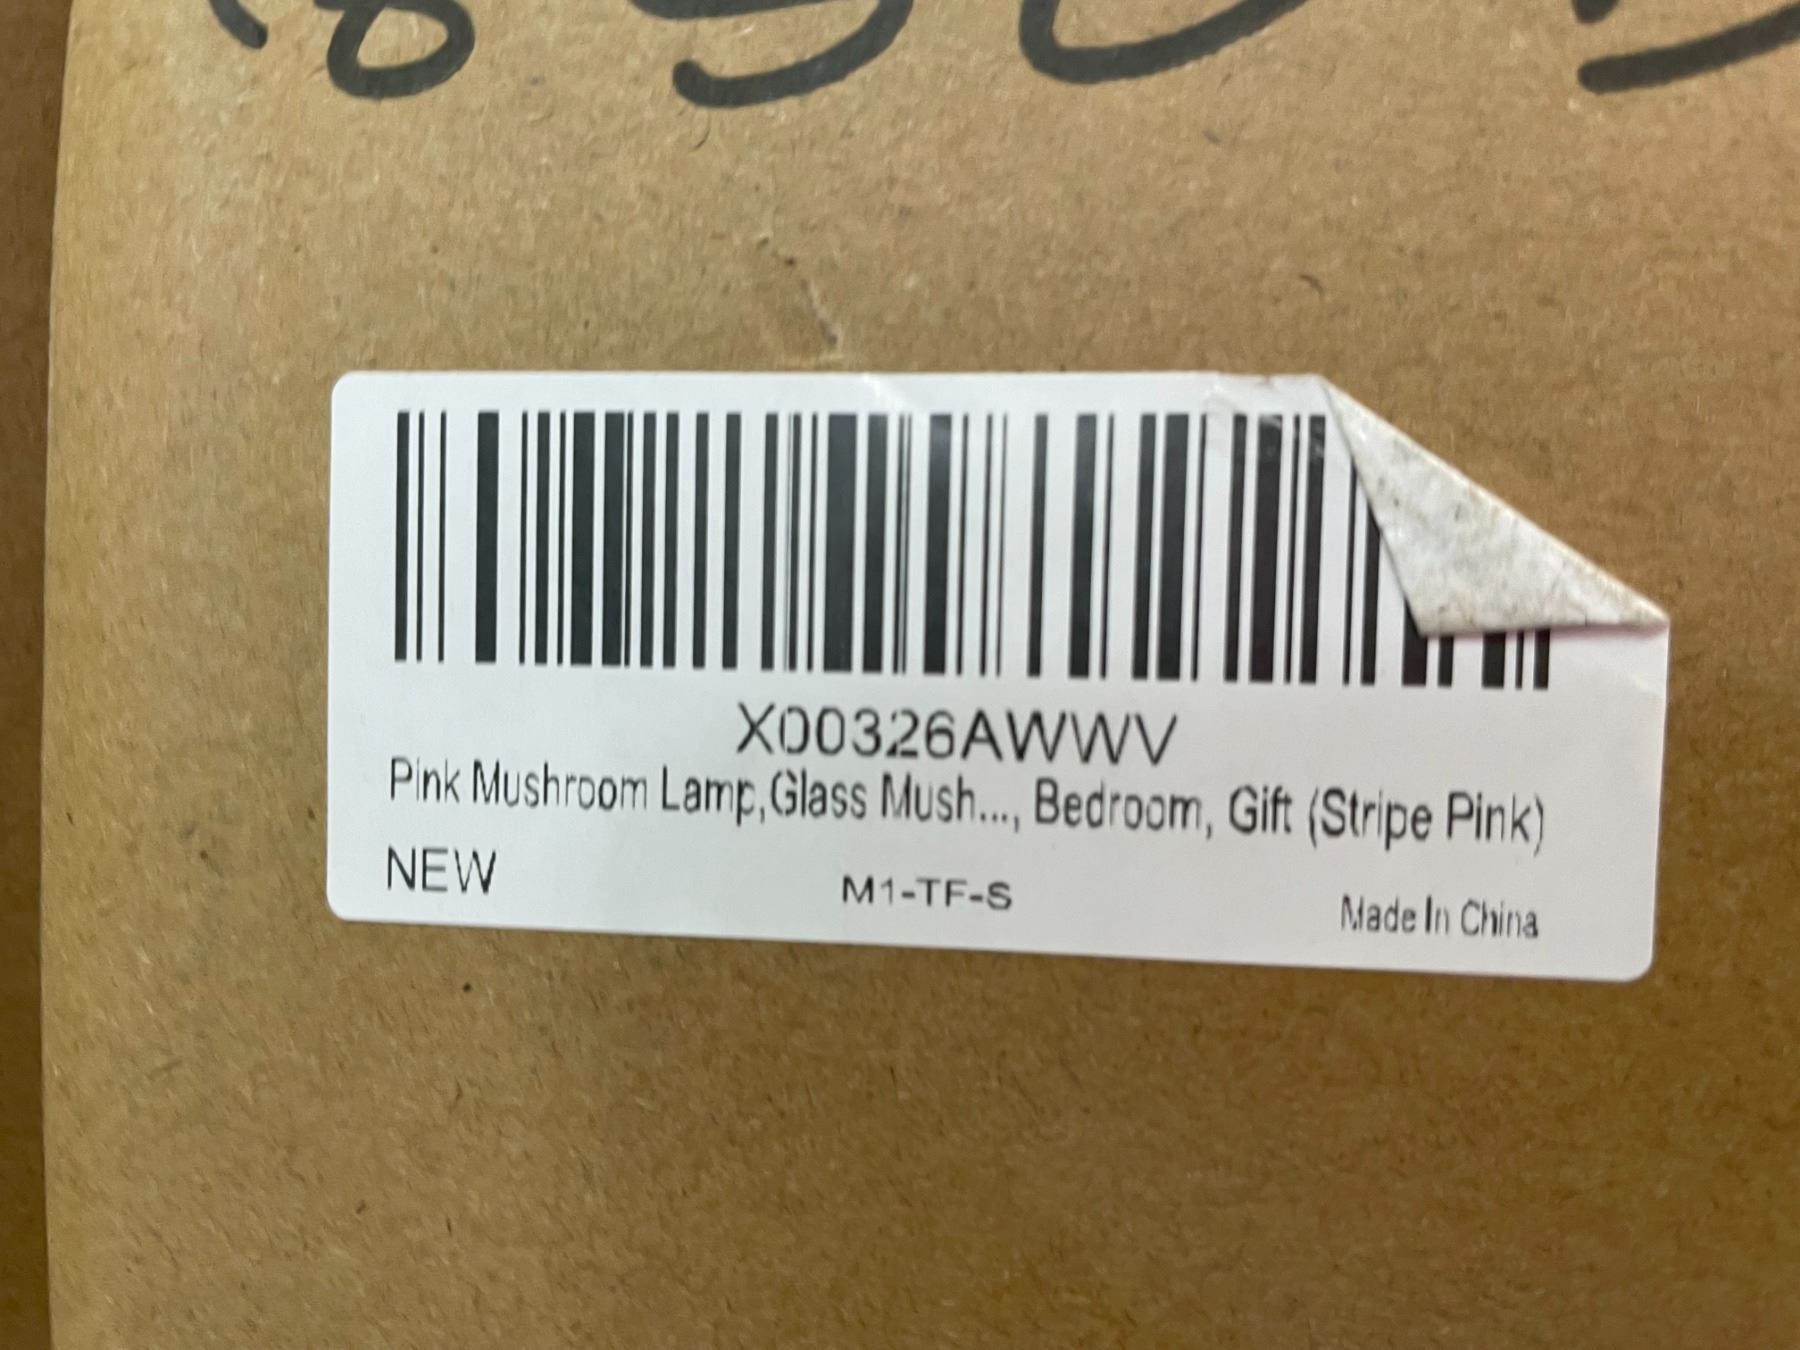 X00326AWWV
Pink Mushroom Lamp,Glass Mush..., Bedroom, Gift (Stripe Pink)
NEW
M1-TF-S
Made In China